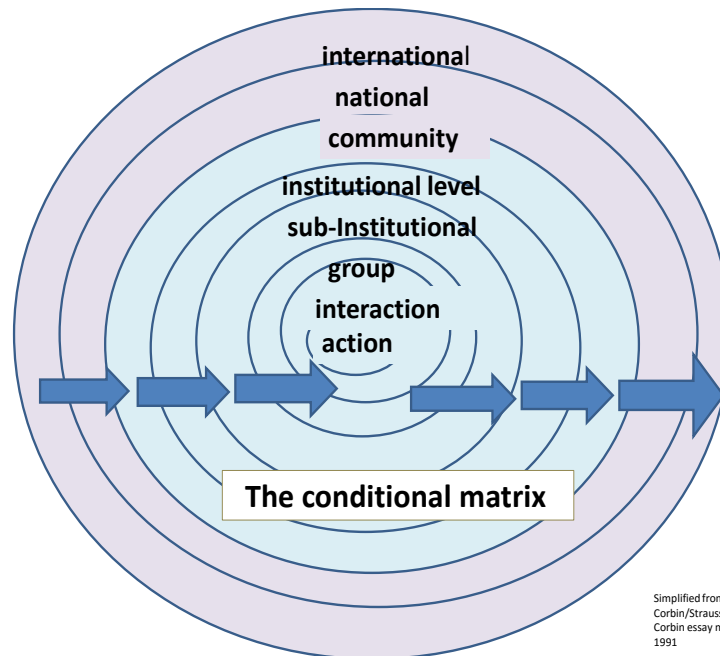 international
national
community
institutional level
sub-Institutional
group
interaction
action
The conditional matrix
Simplified from
Corbin/Strauss
Corbin essay
1991